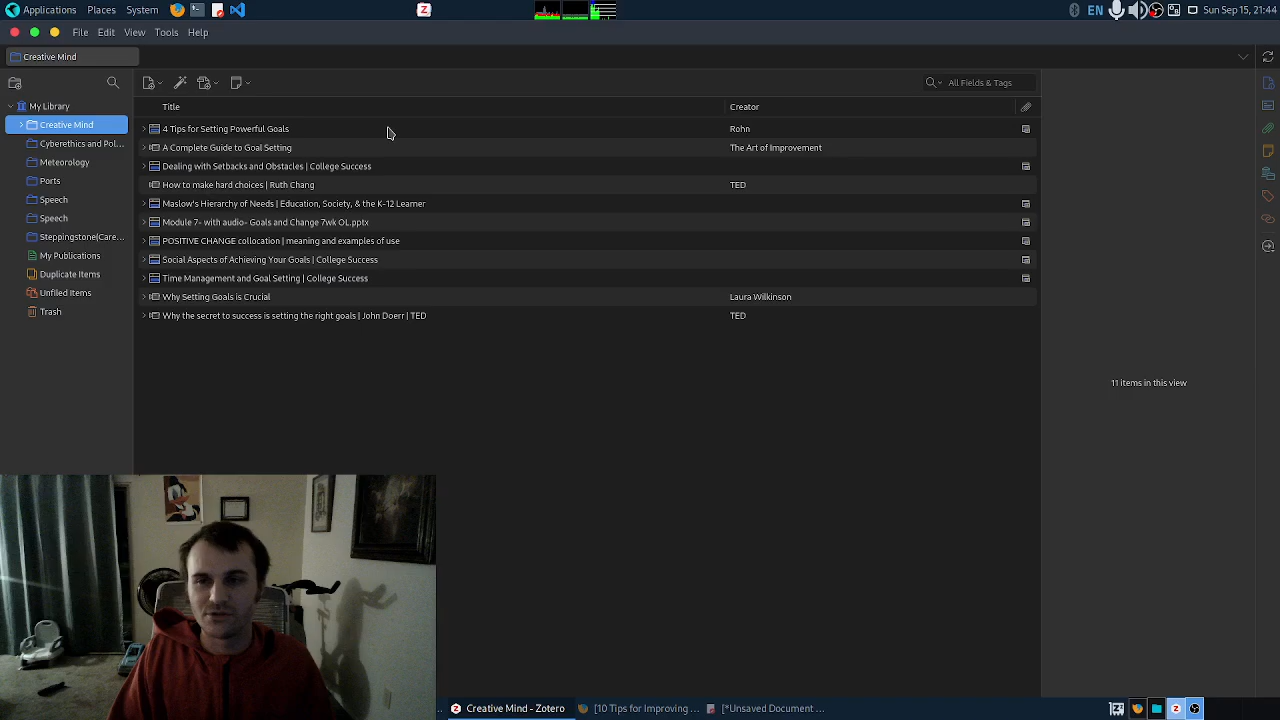 Applications Places System
EN
Sun Sep 15, 21:44
File Edit View Tools Help
Creative Mind
All Fields & Tags
My Library
Creative Mind
Cyberethics and Pol...
Meteorology
Ports
Speech
Speech
Steppingstone(Care...
My Publications
Duplicate Items
Unfiled Items
Trash
Title Creator
4 Tips for Setting Powerful Goals Rohn
A Complete Guide to Goal Setting The Art of Improvement
Dealing with Setbacks and Obstacles | College Success
How to make hard choices | Ruth Chang TED
Maslow's Hierarchy of Needs | Education, Society, & the K-12 Learner
Module 7- with audio- Goals and Change 7wk OL.pptx
POSITIVE CHANGE collocation | meaning and examples of use
Social Aspects of Achieving Your Goals | College Success
Time Management and Goal Setting | College Success
Why Setting Goals is Crucial Laura Wilkinson
Why the secret to success is setting the right goals | John Doerr | TED TED
11 items in this view
Creative Mind - Zotero
[10 Tips for Improving ...
[*Unsaved Document ...